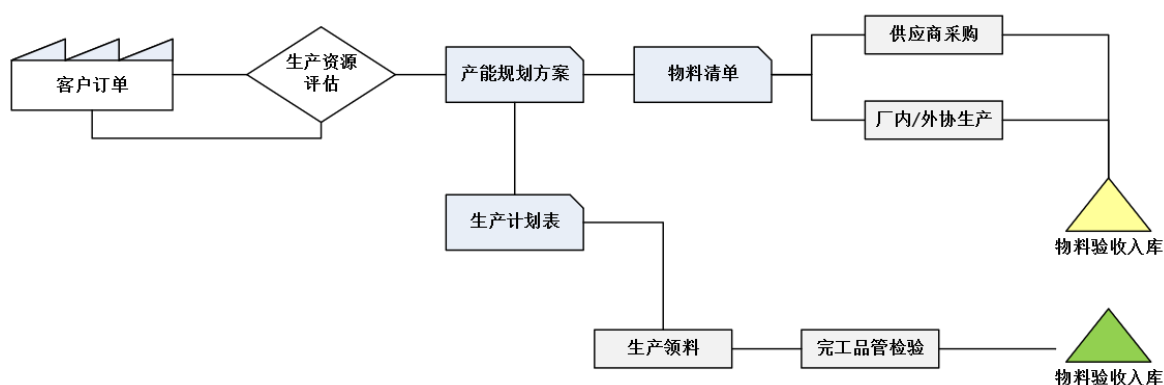 供应商采购
客户订单
生产资源
评估
产能规划方案
物料清单
厂内/外协生产
生产计划表
物料验收入库
生产领料
完工品管检验
物料验收入库